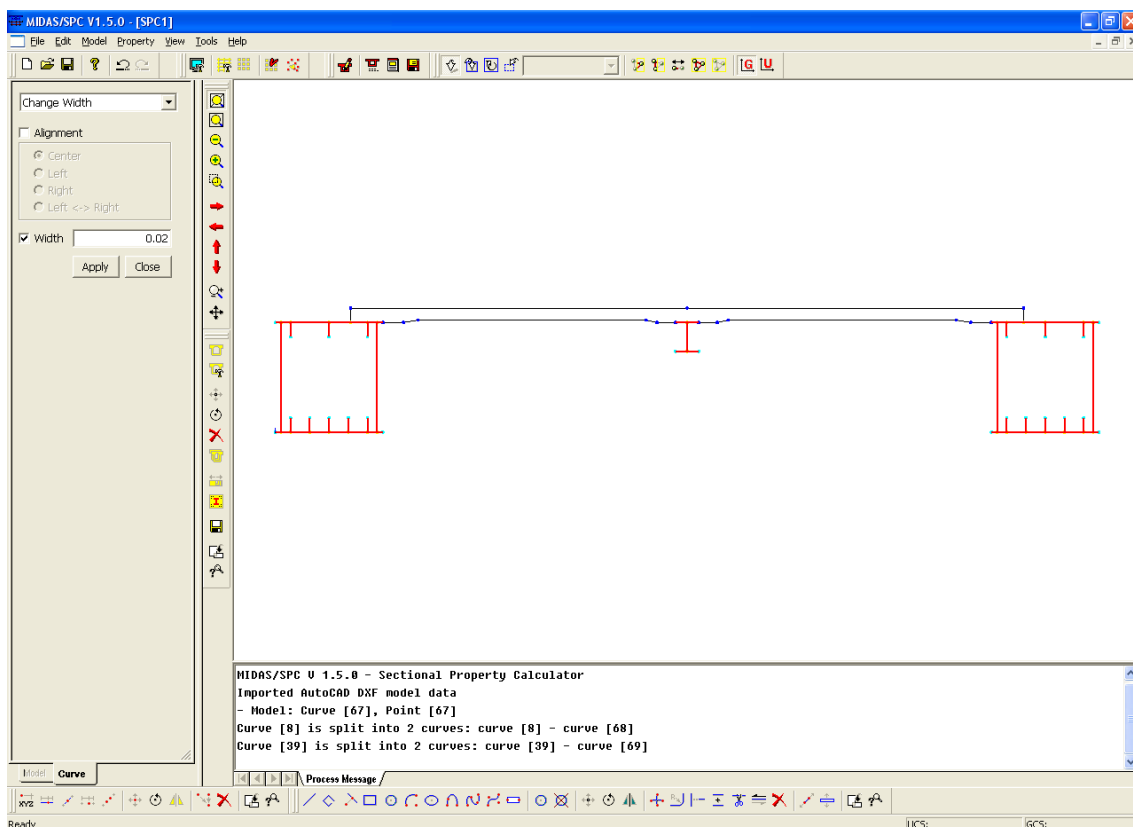 MIDAS/SPC V1.5.0 - [SPC1]
File Edit Model Property View Tools Help
G U
Change Width
Alignment
Center
Left
Right
Left <-> Right
Width 0.02
Apply Close
MIDAS/SPC V 1.5.0 - Sectional Property Calculator
Imported AutoCAD DXF model data
- Model: Curve [67], Point [67]
Curve [8] is split into 2 curves: curve [8] - curve [68]
Curve [39] is split into 2 curves: curve [39] - curve [69]
Model Curve
Process Message
XYZ
Ready UCS: GCS: